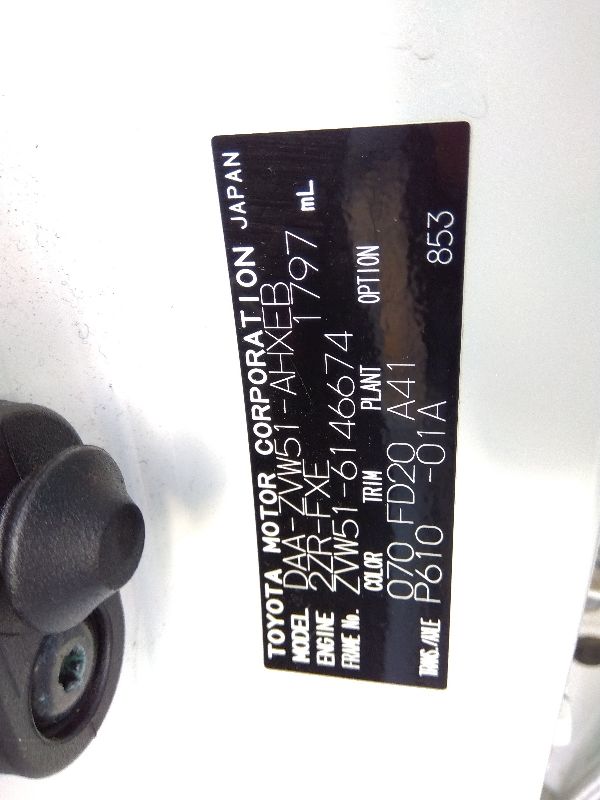 TOYOTA MOTOR CORPORATION JAPAN
MODEL DAA-ZVW51-AHXEB
ENGINE 2ZR-FXE 1797 mL
FRAME No. ZVW51-6146674
COLOR TRIM PLANT OPTION
070 FD20 A41
TRANS./AXLE P610 -01A 853